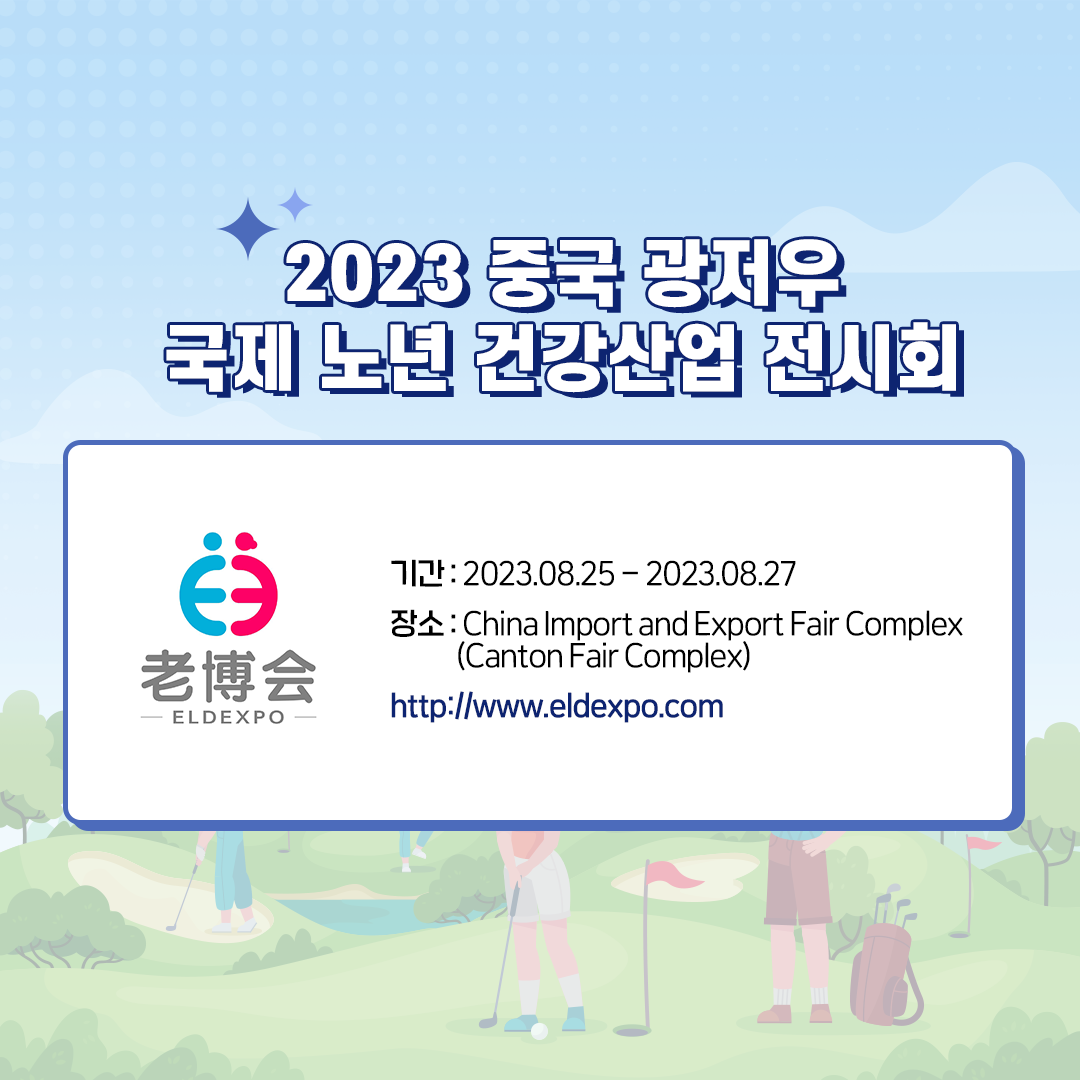 2023 중국 광저우
국제 노년 건강산업 전시회
老博会
ELDEXPO
기간 : 2023.08.25 – 2023.08.27
장소 : China Import and Export Fair Complex
(Canton Fair Complex)
http://www.eldexpo.com